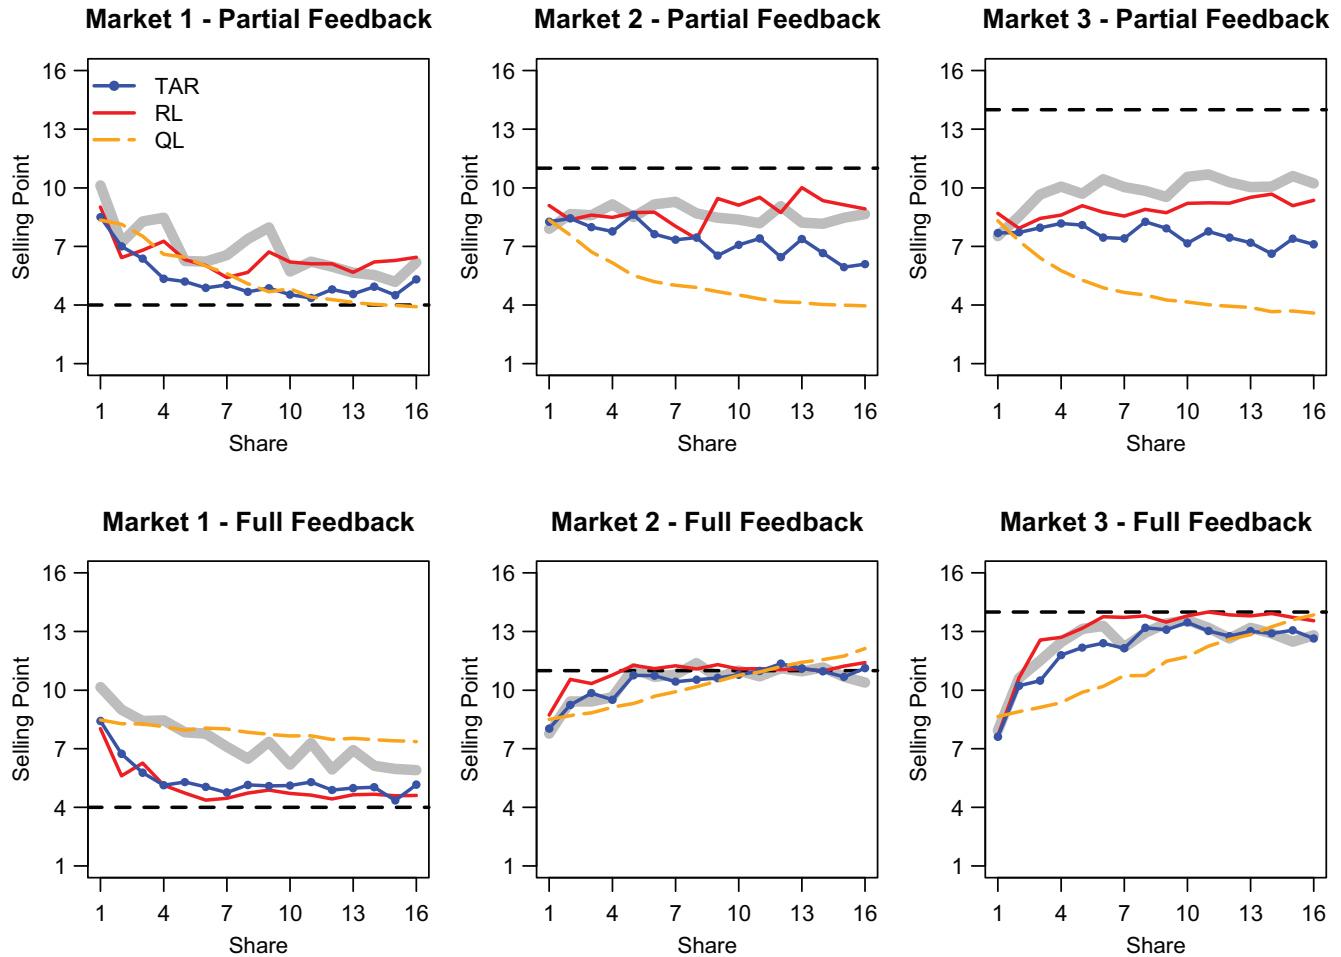 Market 1 - Partial Feedback
16
13
10
7
4
1
Selling Point
TAR
RL
QL
1 4 7 10 13 16
Share
Market 2 - Partial Feedback
16
13
10
7
4
1
Selling Point
1 4 7 10 13 16
Share
Market 3 - Partial Feedback
16
13
10
7
4
1
Selling Point
1 4 7 10 13 16
Share
Market 1 - Full Feedback
16
13
10
7
4
1
Selling Point
1 4 7 10 13 16
Share
Market 2 - Full Feedback
16
13
10
7
4
1
Selling Point
1 4 7 10 13 16
Share
Market 3 - Full Feedback
16
13
10
7
4
1
Selling Point
1 4 7 10 13 16
Share